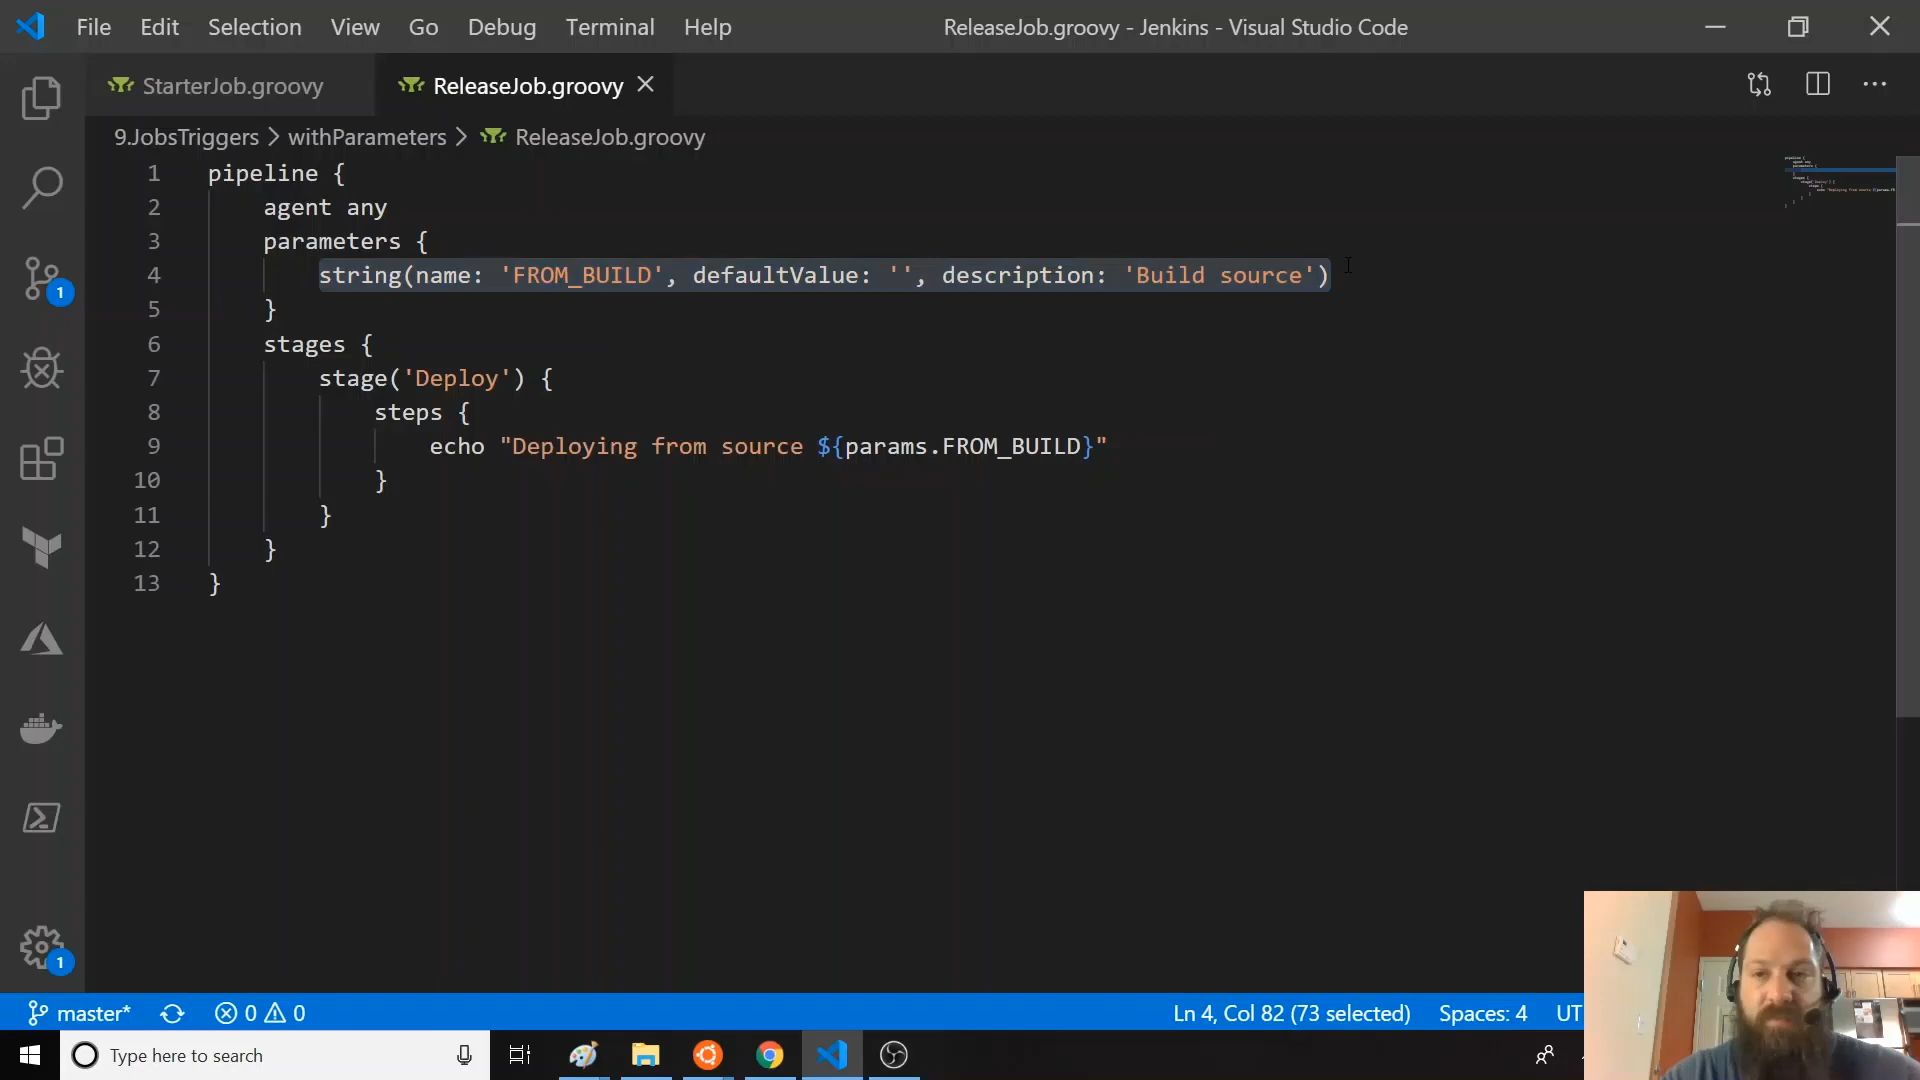 File Edit Selection View Go Debug Terminal Help
ReleaseJob.groovy - Jenkins - Visual Studio Code
StarterJob.groovy
ReleaseJob.groovy
9.JobsTriggers > withParameters > ReleaseJob.groovy
1 pipeline {
2 agent any
3 parameters {
4 string(name: 'FROM_BUILD', defaultValue: '', description: 'Build source')
5 }
6 stages {
7 stage('Deploy') {
8 steps {
9 echo "Deploying from source ${params.FROM_BUILD}"
10 }
11 }
12 }
13 }
1
1
master* 0 0 Ln 4, Col 82 (73 selected) Spaces: 4 UT
Type here to search